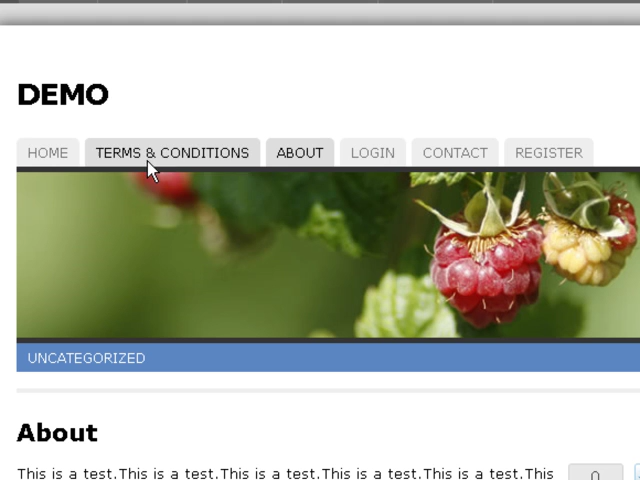 DEMO
HOME TERMS & CONDITIONS ABOUT LOGIN CONTACT REGISTER
UNCATEGORIZED
About
This is a test.This is a test.This is a test.This is a test.This is a test.This
0